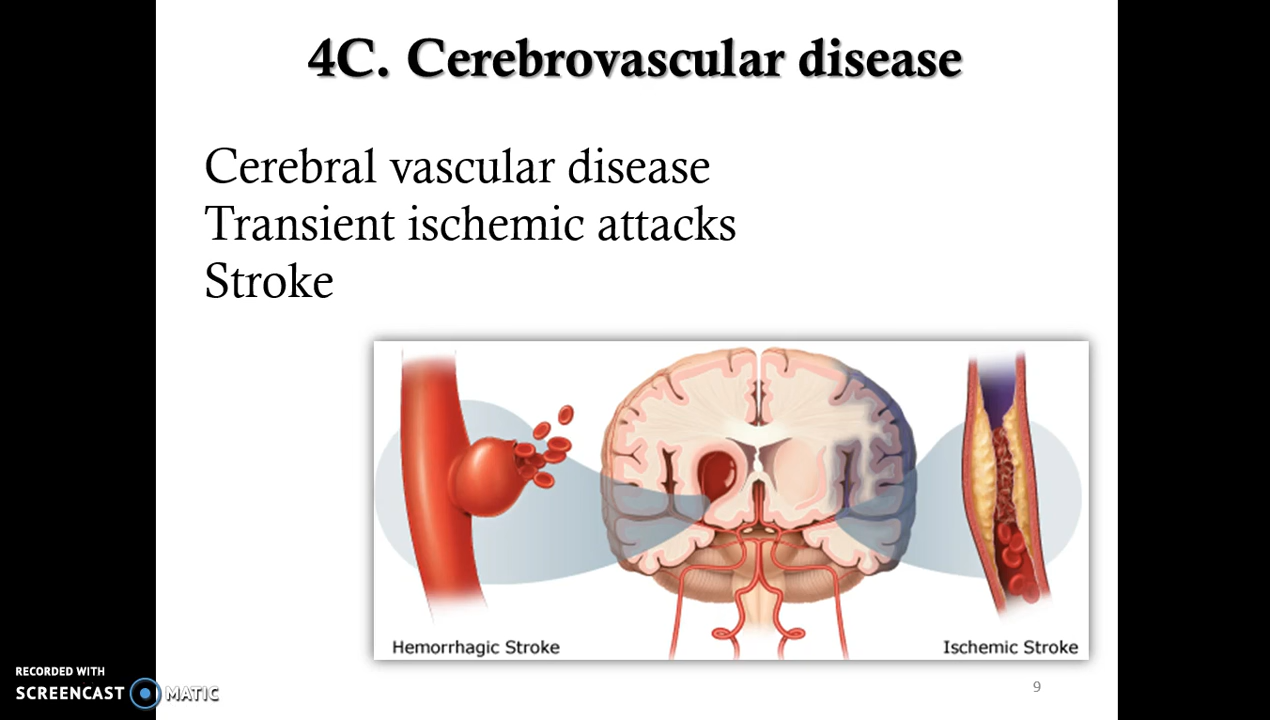 4C. Cerebrovascular disease
Cerebral vascular disease
Transient ischemic attacks
Stroke
Hemorrhagic Stroke
Ischemic Stroke
RECORDED WITH
SCREENCAST MATIC
9